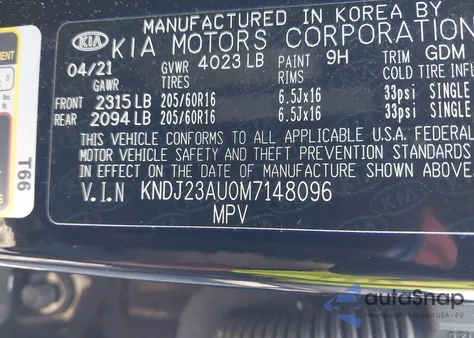 MANUFACTURED IN KOREA BY
KIA KIA MOTORS CORPORATION
04/21 GVWR 4023 LB PAINT 9H TRIM GDM
GAWR TIRES RIMS COLD TIRE INFL
FRONT 2315 LB 205/60R16 6.5Jx16 33psi SINGLE
REAR 2094 LB 205/60R16 6.5Jx16 33psi SINGLE
THIS VEHICLE CONFORMS TO ALL APPLICABLE U.S.A. FEDERAL
MOTOR VEHICLE SAFETY AND THEFT PREVENTION STANDARDS
EFFECT ON THE DATE OF MANUFACTURE SHOWN ABOVE.
V.I.N KNDJ23AU0M7148096
MPV
T66
autoSnap